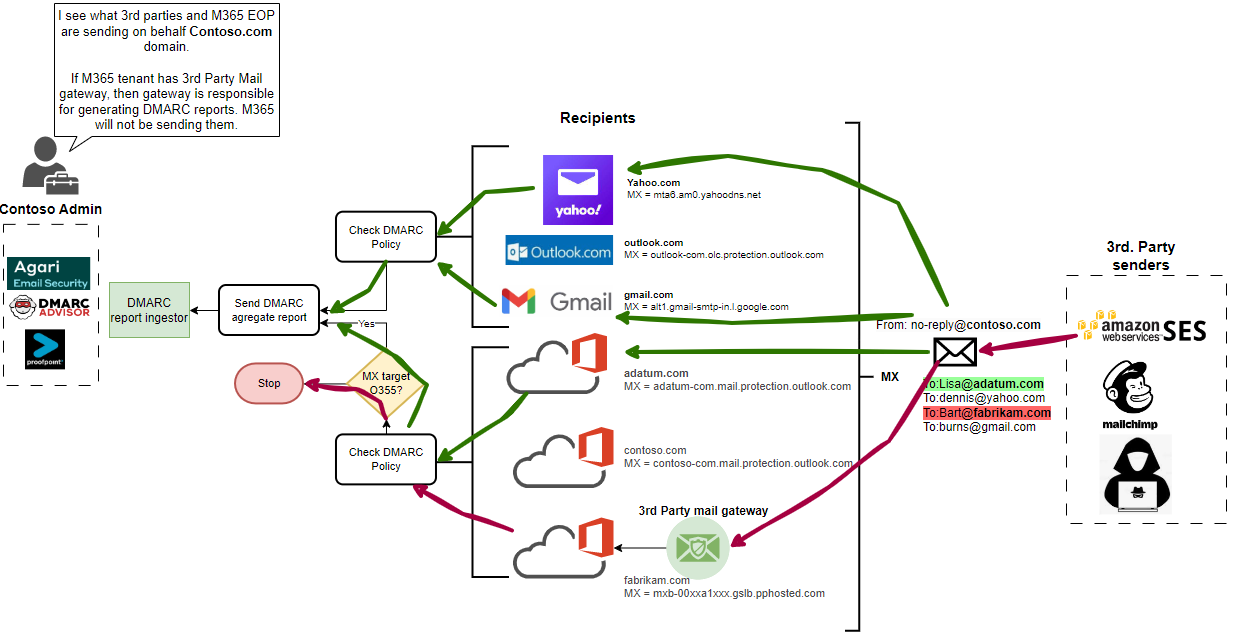 I see what 3rd parties and M365 EOP
are sending on behalf Contoso.com
domain.
If M365 tenant has 3rd Party Mail
gateway, then gateway is responsible
for generating DMARC reports. M365
will not be sending them.
Contoso Admin
Agari
Email Security
DMARC
ADVISOR
proofpoint
DMARC
report ingestor
Send DMARC
agregate report
Check DMARC
Policy
Yes
Stop
MX target
O355?
Check DMARC
Policy
Recipients
yahoo!
Yahoo.com
MX = mta6.am0.yahoodns.net
Outlook.com
outlook.com
MX = outlook-com.olc.protection.outlook.com
Gmail
gmail.com
MX = alt1.gmail-smtp-in.l.google.com
adatum.com
MX = adatum-com.mail.protection.outlook.com
contoso.com
MX = contoso-com.mail.protection.outlook.com
3rd Party mail gateway
fabrikam.com
MX = mxb-00xxa1xxx.gslb.pphosted.com
MX
From: no-reply@contoso.com
To:Lisa@adatum.com
To:dennis@yahoo.com
To:Bart@fabrikam.com
To:burns@gmail.com
3rd. Party
senders
amazon
webservices™
SES
mailchimp